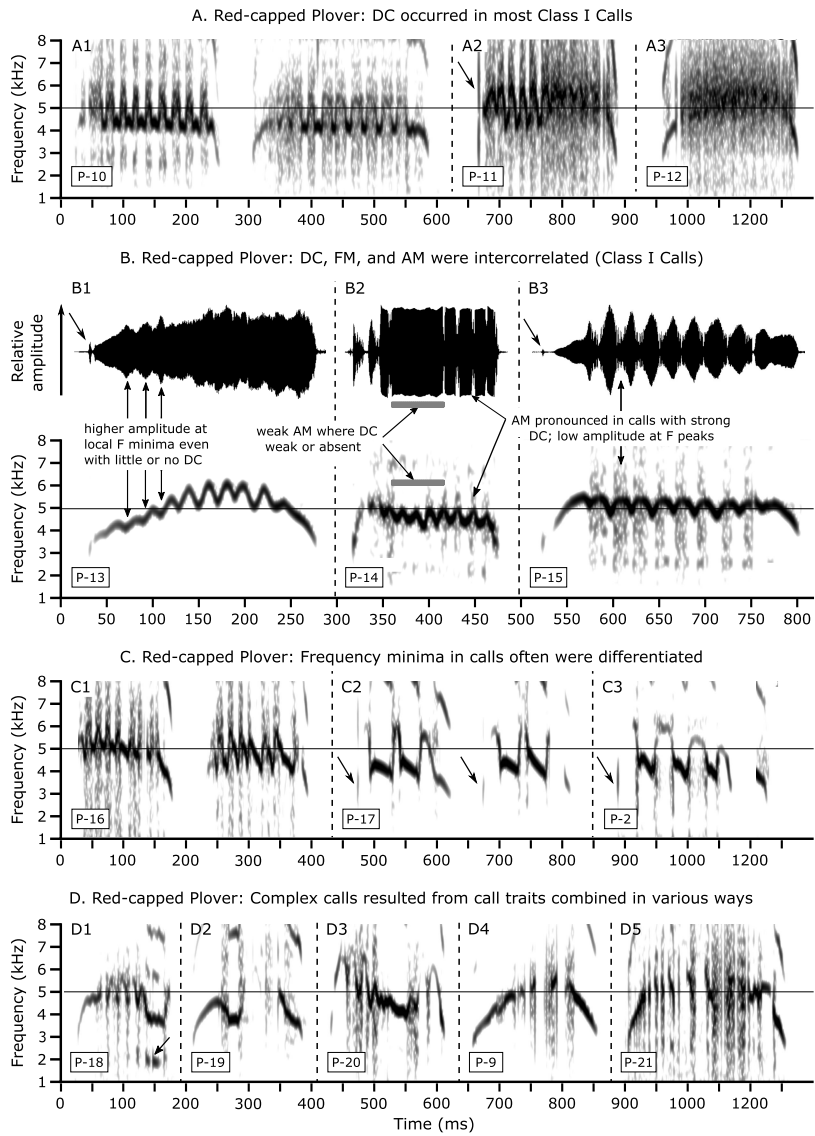 A. Red-capped Plover: DC occurred in most Class I Calls
Frequency (kHz)
8
7
6
5
4
3
2
1
A1
A2
A3
P-10
P-11
P-12
0 100 200 300 400 500 600 700 800 900 1000 1100 1200
B. Red-capped Plover: DC, FM, and AM were intercorrelated (Class I Calls)
Relative
amplitude
B1
B2
B3
higher amplitude at
local F minima even
with little or no DC
weak AM where DC
weak or absent
AM pronounced in calls with strong
DC; low amplitude at F peaks
Frequency (kHz)
8
7
6
5
4
3
2
1
P-13
P-14
P-15
0 50 100 150 200 250 300 350 400 450 500 550 600 650 700 750 800
C. Red-capped Plover: Frequency minima in calls often were differentiated
Frequency (kHz)
8
7
6
5
4
3
2
1
C1
C2
C3
P-16
P-17
P-2
0 100 200 300 400 500 600 700 800 900 1000 1100 1200
D. Red-capped Plover: Complex calls resulted from call traits combined in various ways
Frequency (kHz)
8
7
6
5
4
3
2
1
D1
D2
D3
D4
D5
P-18
P-19
P-20
P-9
P-21
0 100 200 300 400 500 600 700 800 900 1000 1100 1200
Time (ms)